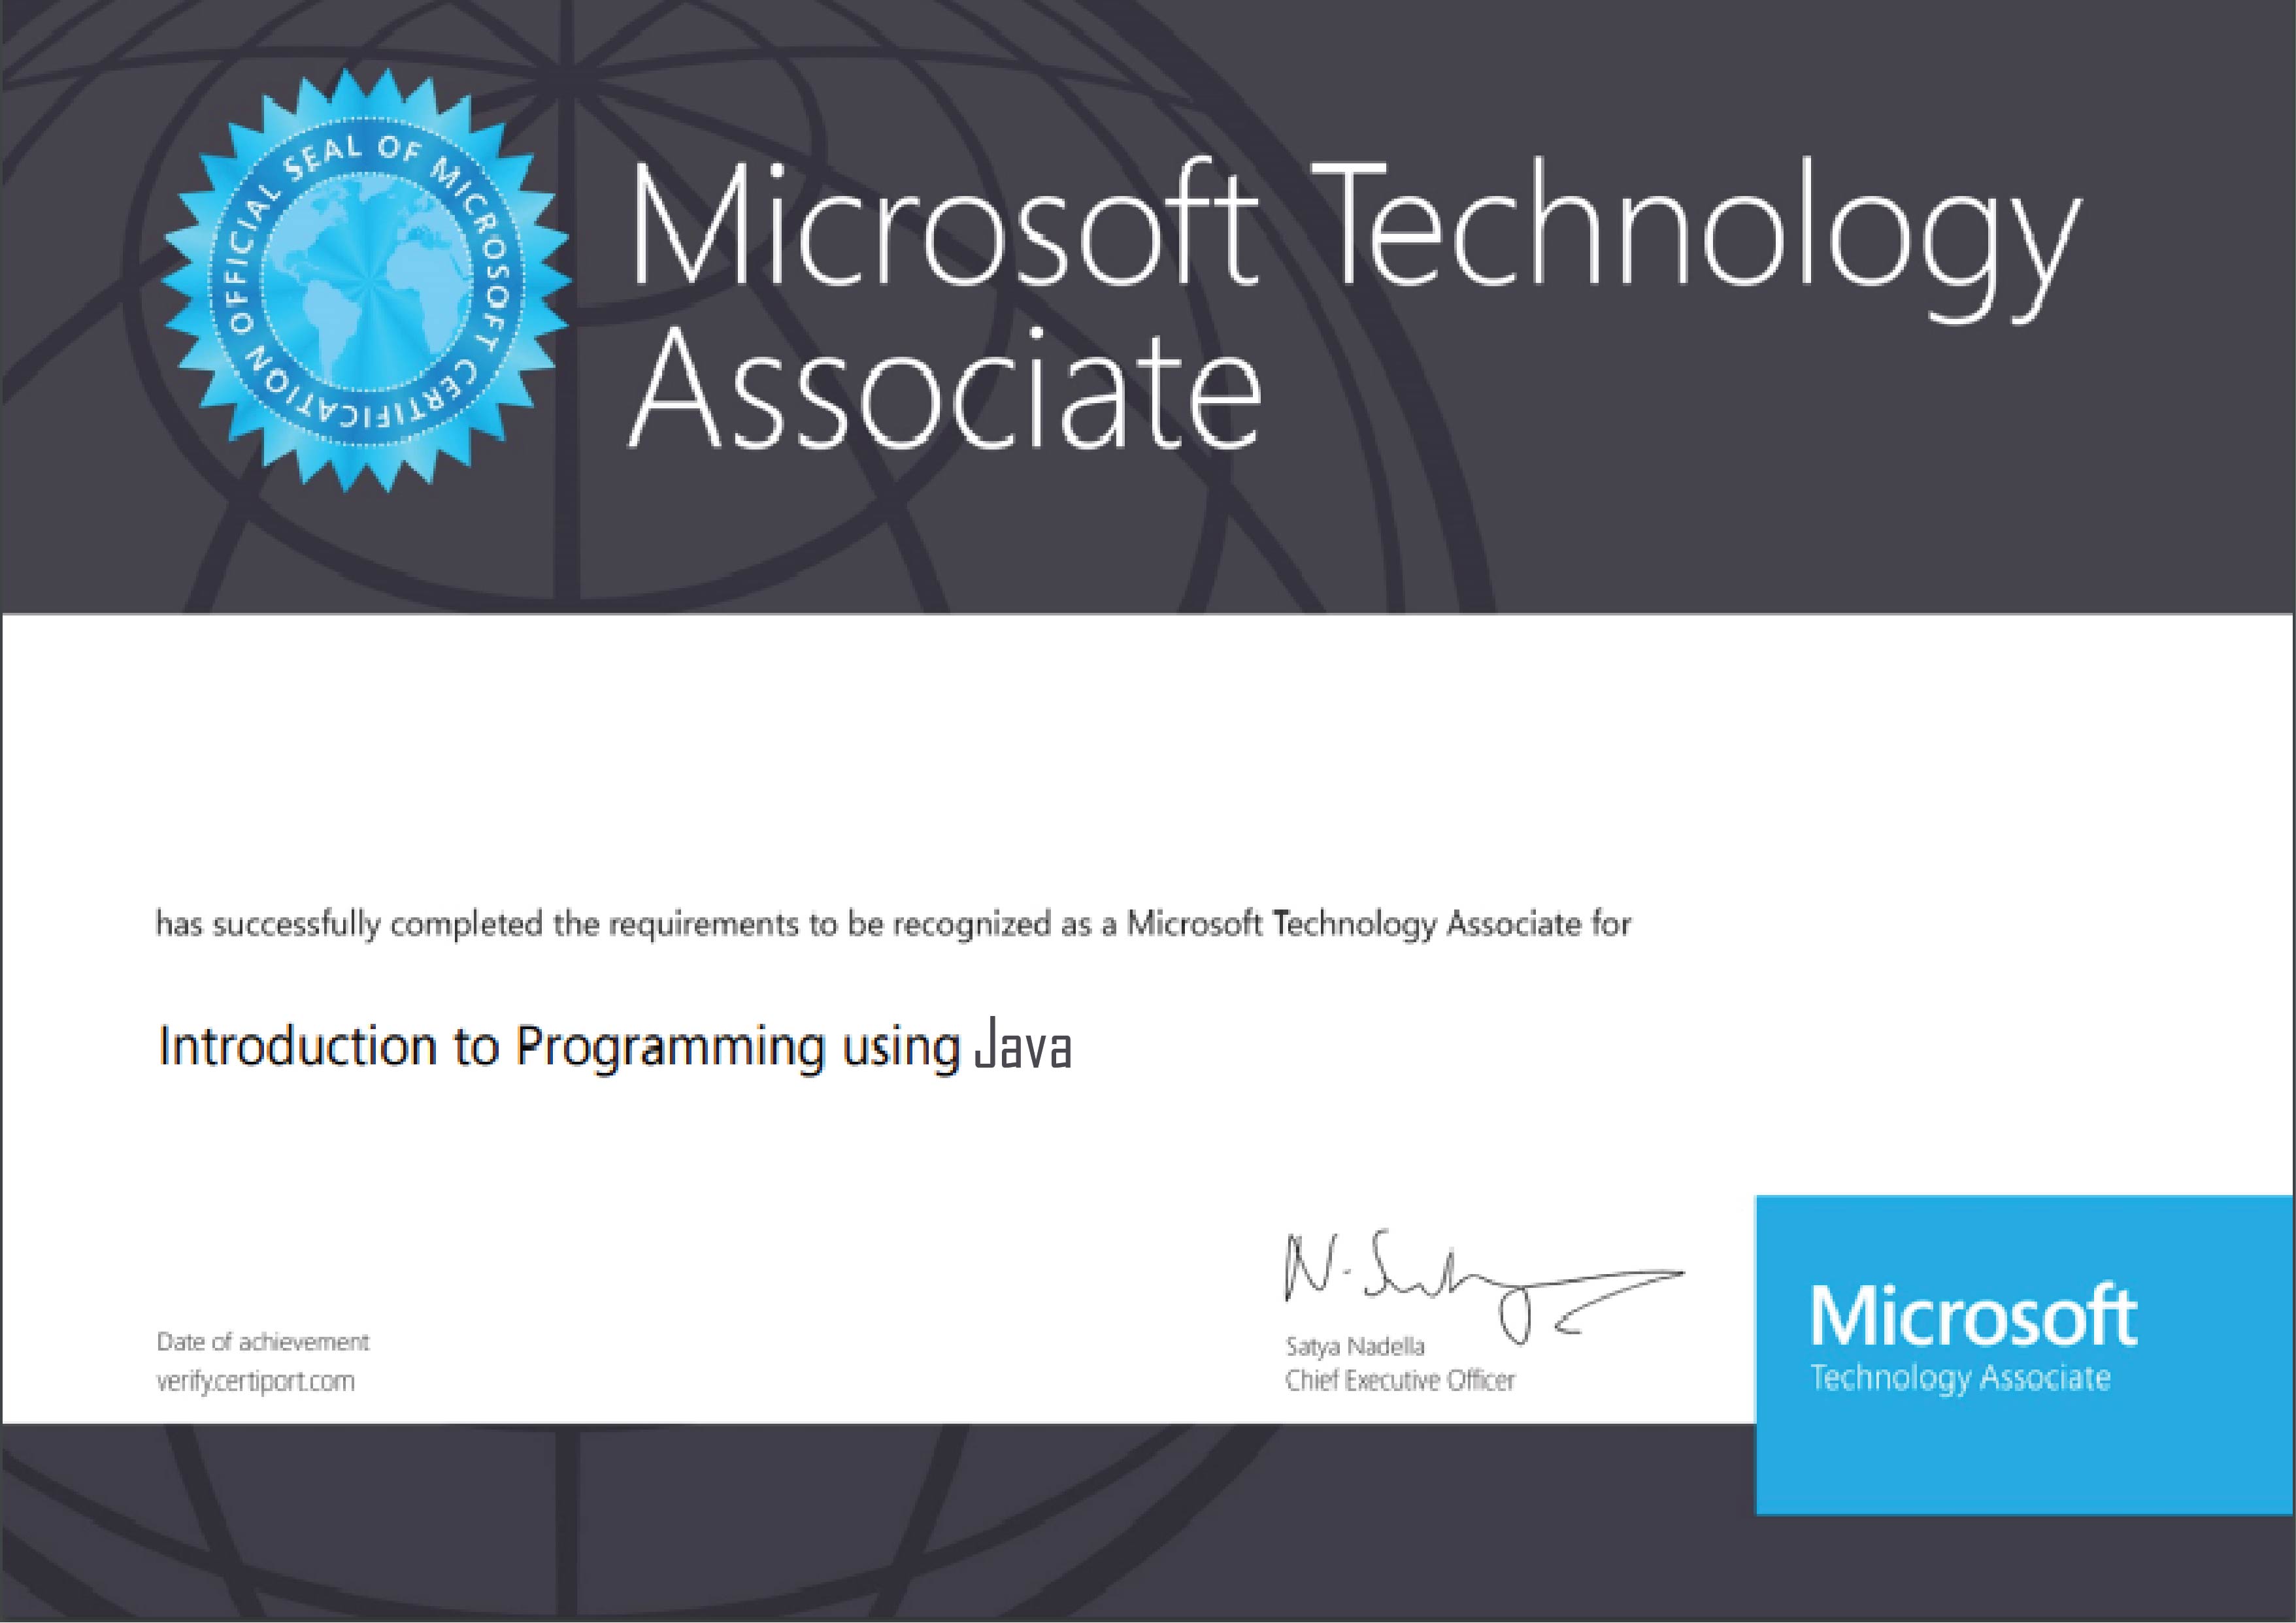 OFFICIAL SEAL OF MICROSOFT CERTIFICATION
Microsoft Technology
Associate
has successfully completed the requirements to be recognized as a Microsoft Technology Associate for
Introduction to Programming using Java
N. Satya
Date of achievement
verify.certiport.com
Satya Nadella
Chief Executive Officer
Microsoft
Technology Associate